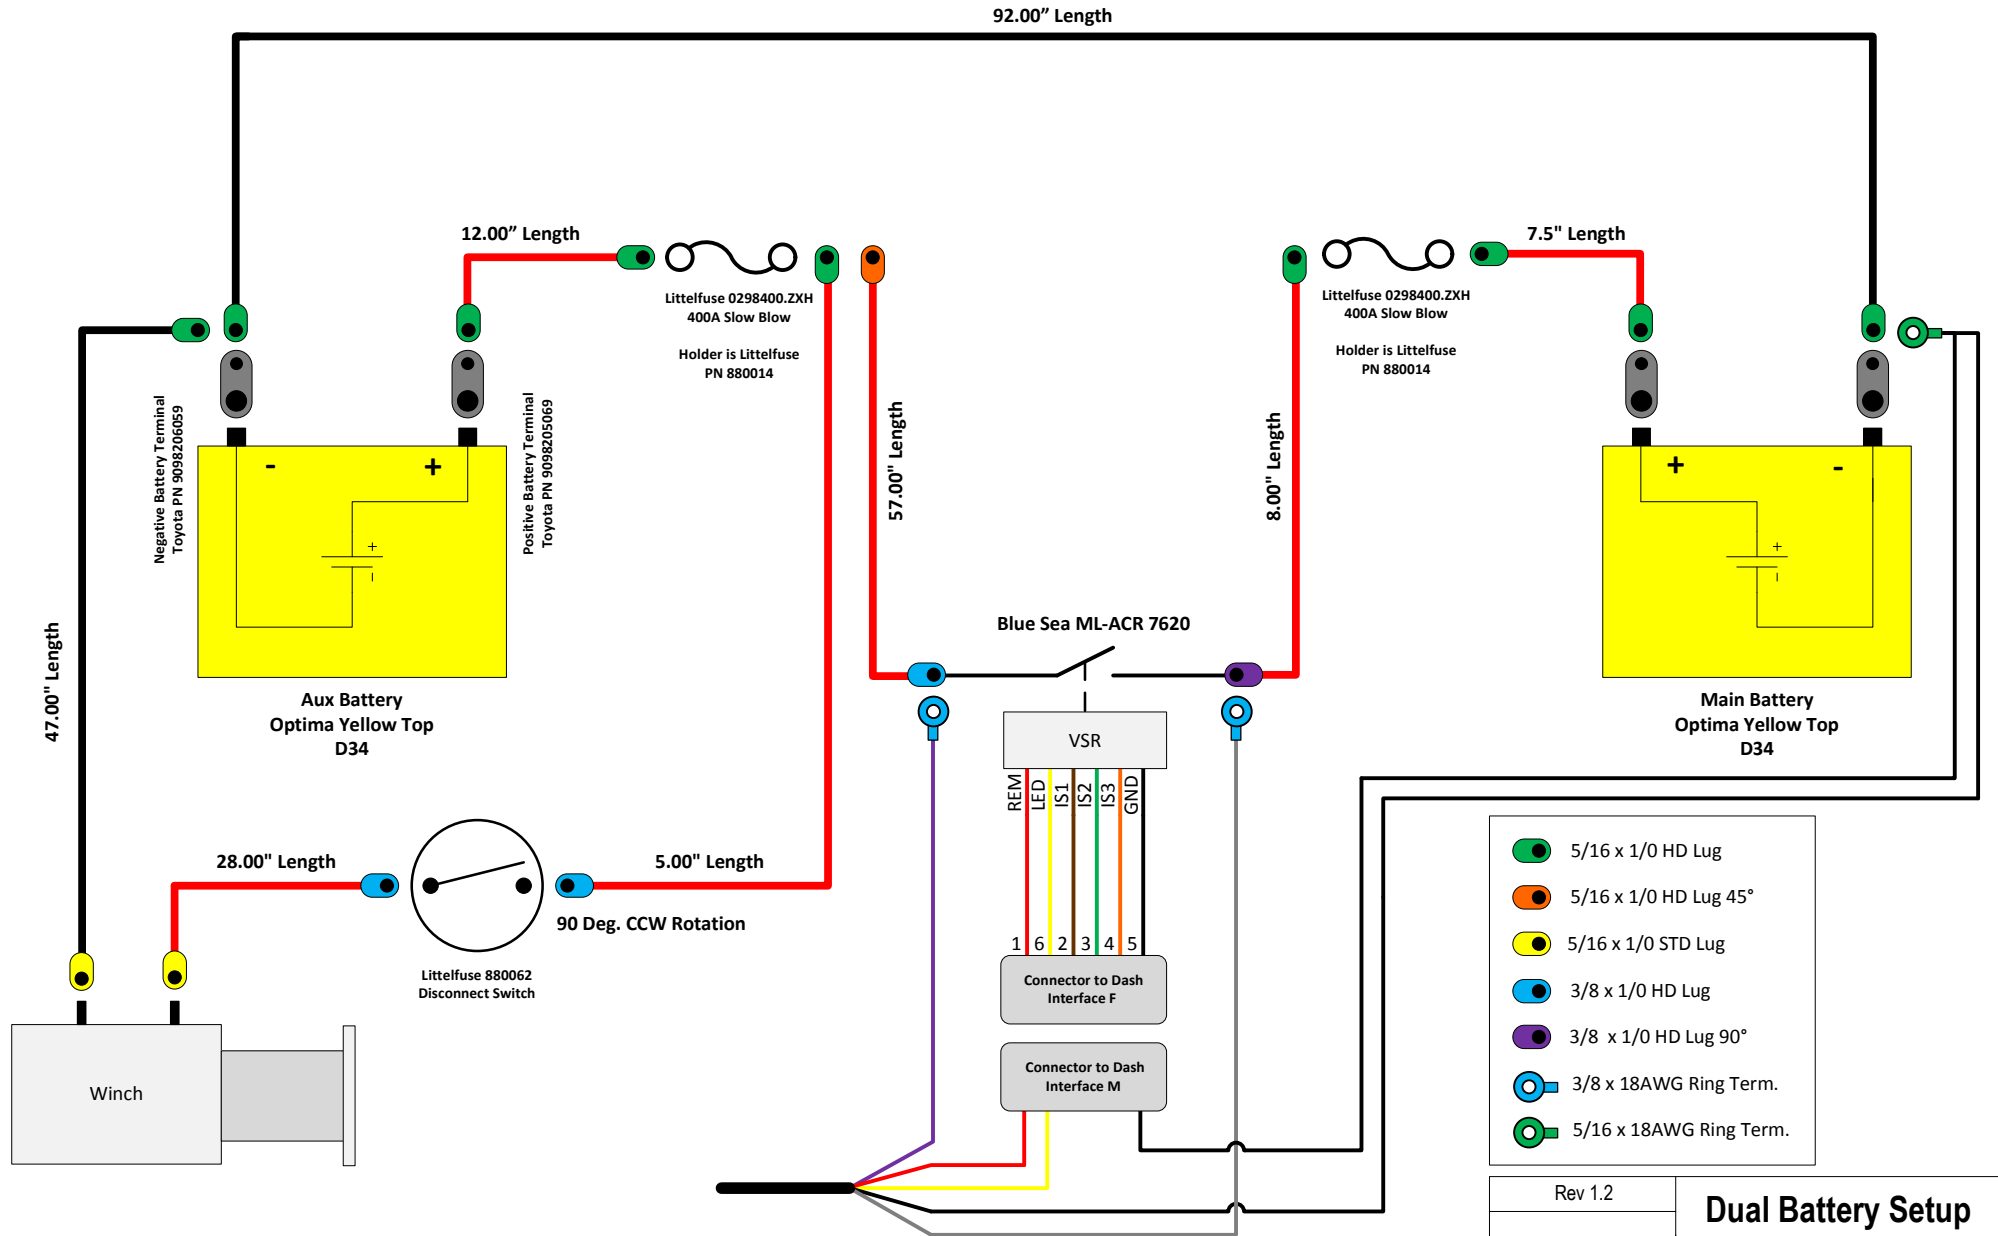 92.00” Length
12.00” Length
7.5" Length
Littelfuse 0298400.ZXH
400A Slow Blow
Holder is Littelfuse
PN 880014
Littelfuse 0298400.ZXH
400A Slow Blow
Holder is Littelfuse
PN 880014
Negative Battery Terminal
Toyota PN 9098206059
Positive Battery Terminal
Toyota PN 9098205069
57.00" Length
8.00" Length
- +
+ -
+
–
+
–
47.00" Length
Aux Battery
Optima Yellow Top
D34
Blue Sea ML-ACR 7620
Main Battery
Optima Yellow Top
D34
VSR
REM
LED
IS1
IS2
IS3
GND
28.00" Length
5.00" Length
90 Deg. CCW Rotation
Littelfuse 880062
Disconnect Switch
1 6 2 3 4 5
Connector to Dash
Interface F
Connector to Dash
Interface M
Winch
5/16 x 1/0 HD Lug
5/16 x 1/0 HD Lug 45°
5/16 x 1/0 STD Lug
3/8 x 1/0 HD Lug
3/8 x 1/0 HD Lug 90°
3/8 x 18AWG Ring Term.
5/16 x 18AWG Ring Term.
Rev 1.2
Dual Battery Setup